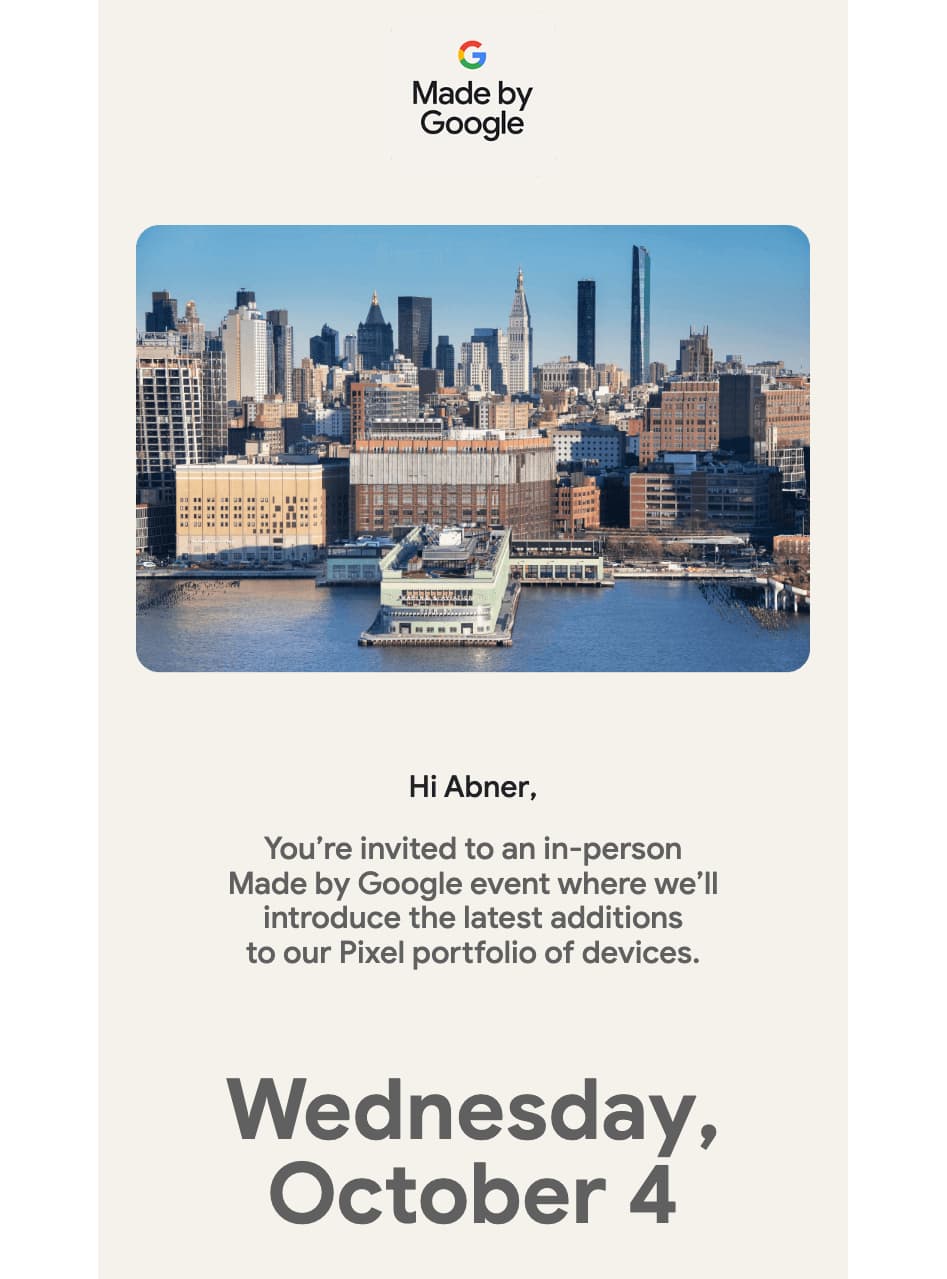 Made by
Google
Hi Abner,
You’re invited to an in-person
Made by Google event where we’ll
introduce the latest additions
to our Pixel portfolio of devices.
Wednesday,
October 4